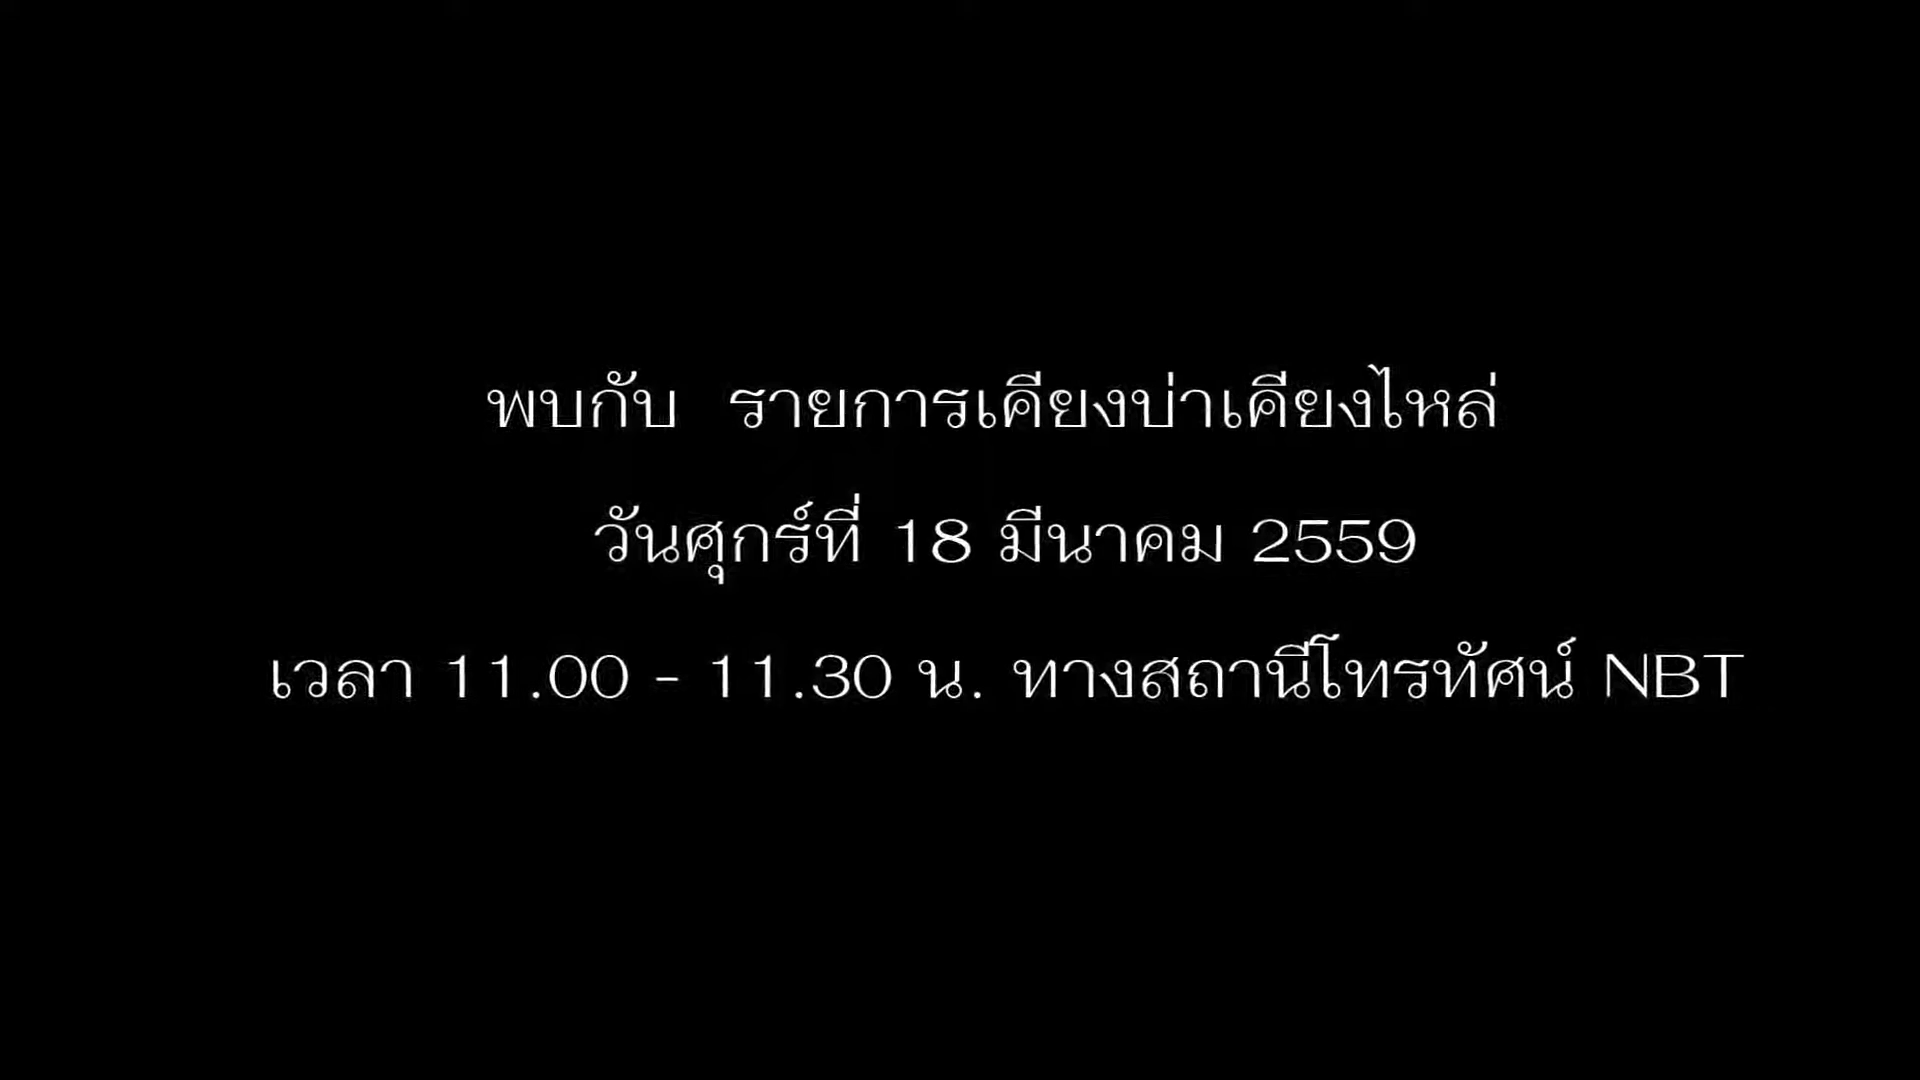 พบกับ  รายการเคียงบ่าเคียงไหล่
วันศุกร์ที่ 18 มีนาคม 2559
เวลา 11.00 - 11.30 น. ทางสถานีโทรทัศน์ NBT